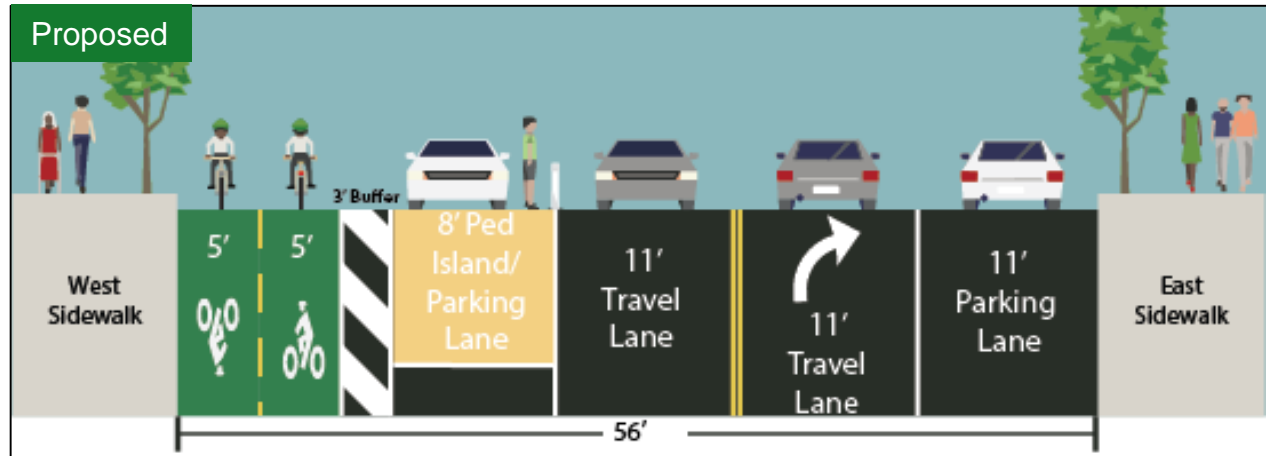 Proposed
3' Buffer
West
Sidewalk
5'
5'
8' Ped
Island/
Parking
Lane
11'
Travel
Lane
11'
Travel
Lane
11'
Parking
Lane
East
Sidewalk
56'